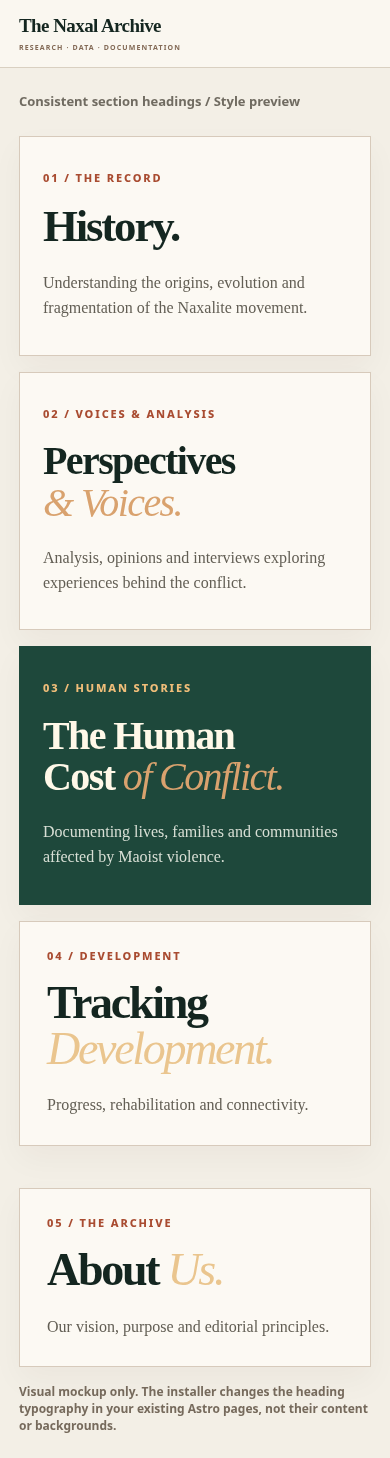 The Naxal Archive
RESEARCH · DATA · DOCUMENTATION
Consistent section headings / Style preview
01 / THE RECORD
History.
Understanding the origins, evolution and
fragmentation of the Naxalite movement.
02 / VOICES & ANALYSIS
Perspectives
& Voices.
Analysis, opinions and interviews exploring
experiences behind the conflict.
03 / HUMAN STORIES
The Human
Cost of Conflict.
Documenting lives, families and communities
affected by Maoist violence.
04 / DEVELOPMENT
Tracking
Development.
Progress, rehabilitation and connectivity.
05 / THE ARCHIVE
About Us.
Our vision, purpose and editorial principles.
Visual mockup only. The installer changes the heading
typography in your existing Astro pages, not their content
or backgrounds.